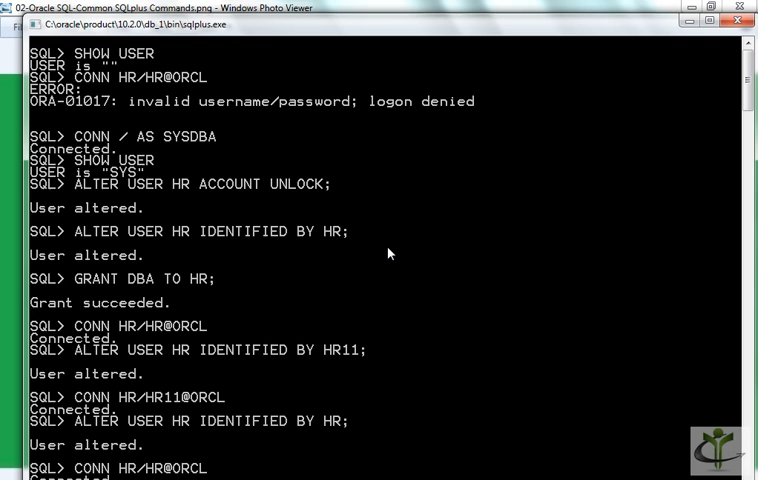 02-Oracle SQL-Common SQLplus Commands.png - Windows Photo Viewer
C:\oracle\product\10.2.0\db_1\bin\sqlplus.exe
SQL> SHOW USER
USER is ""
SQL> CONN HR/HR@ORCL
ERROR:
ORA-01017: invalid username/password; logon denied
SQL> CONN / AS SYSDBA
Connected.
SQL> SHOW USER
USER is "SYS"
SQL> ALTER USER HR ACCOUNT UNLOCK;
User altered.
SQL> ALTER USER HR IDENTIFIED BY HR;
User altered.
SQL> GRANT DBA TO HR;
Grant succeeded.
SQL> CONN HR/HR@ORCL
Connected.
SQL> ALTER USER HR IDENTIFIED BY HR11;
User altered.
SQL> CONN HR/HR11@ORCL
Connected.
SQL> ALTER USER HR IDENTIFIED BY HR;
User altered.
SQL> CONN HR/HR@ORCL
Connected.